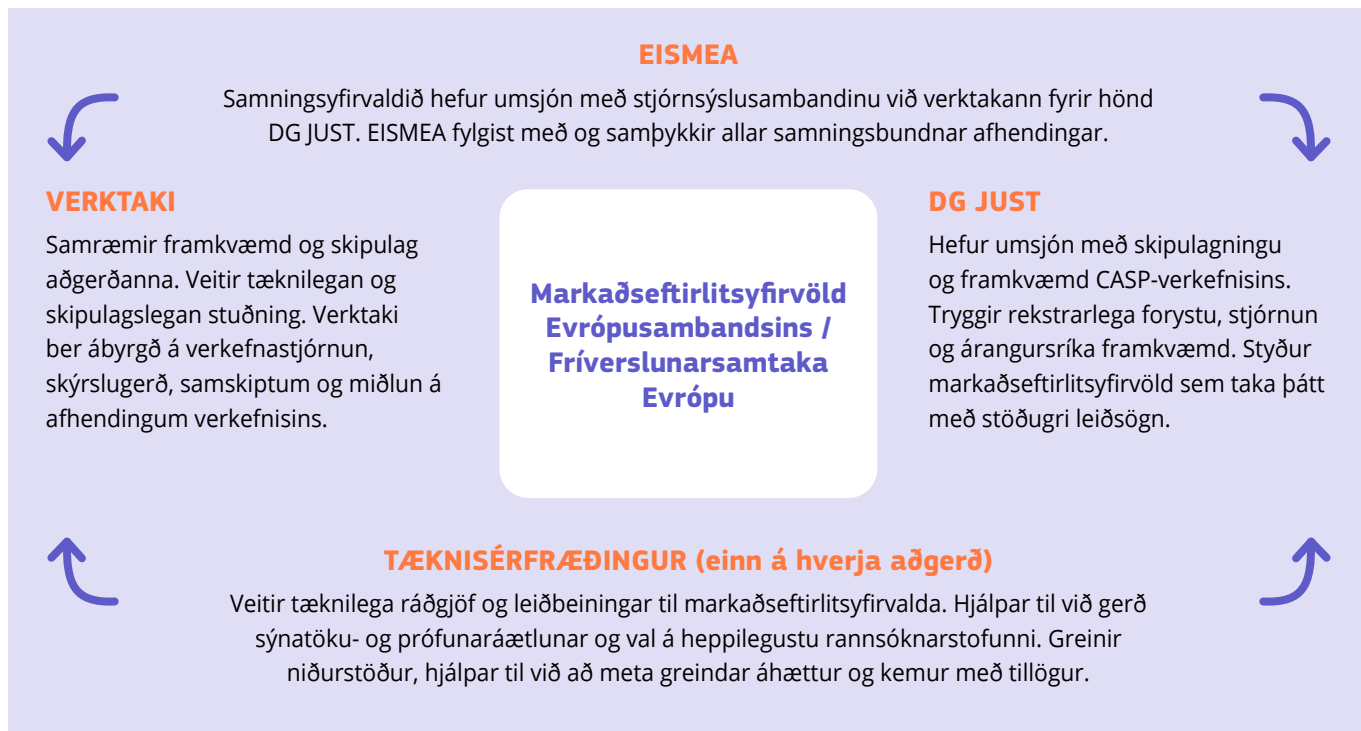 EISMEA
Samningsyfirvaldið hefur umsjón með stjórnsýslusambandinu við verktakann fyrir hönd
DG JUST. EISMEA fylgist með og samþykkir allar samningsbundnar afhendingar.
VERKTAKI
Samræmir framkvæmd og skipulag
aðgerðanna. Veitir tæknilegan og
skipulagslegan stuðning. Verktaki
ber ábyrgð á verkefnastjórnun,
skýrslugerð, samskiptum og miðlun á
afhendingum verkefnisins.
Markaðseftirlitsyfirvöld
Evrópusambandsins /
Fríverslunarsamtaka
Evrópu
DG JUST
Hefur umsjón með skipulagningu
og framkvæmd CASP-verkefnisins.
Tryggir rekstrarlega forystu, stjórnun
og árangursríka framkvæmd. Styður
markaðseftirlitsyfirvöld sem taka þátt
með stöðugri leiðsögn.
TÆKNISÉRFRÆÐINGUR (einn á hverja aðgerð)
Veitir tæknilega ráðgjöf og leiðbeiningar til markaðseftirlitsyfirvalda. Hjálpar til við gerð
sýnatöku- og prófunaráætlunar og val á heppilegustu rannsóknarstofunni. Greinir
niðurstöður, hjálpar til við að meta greindar áhættur og kemur með tillögur.